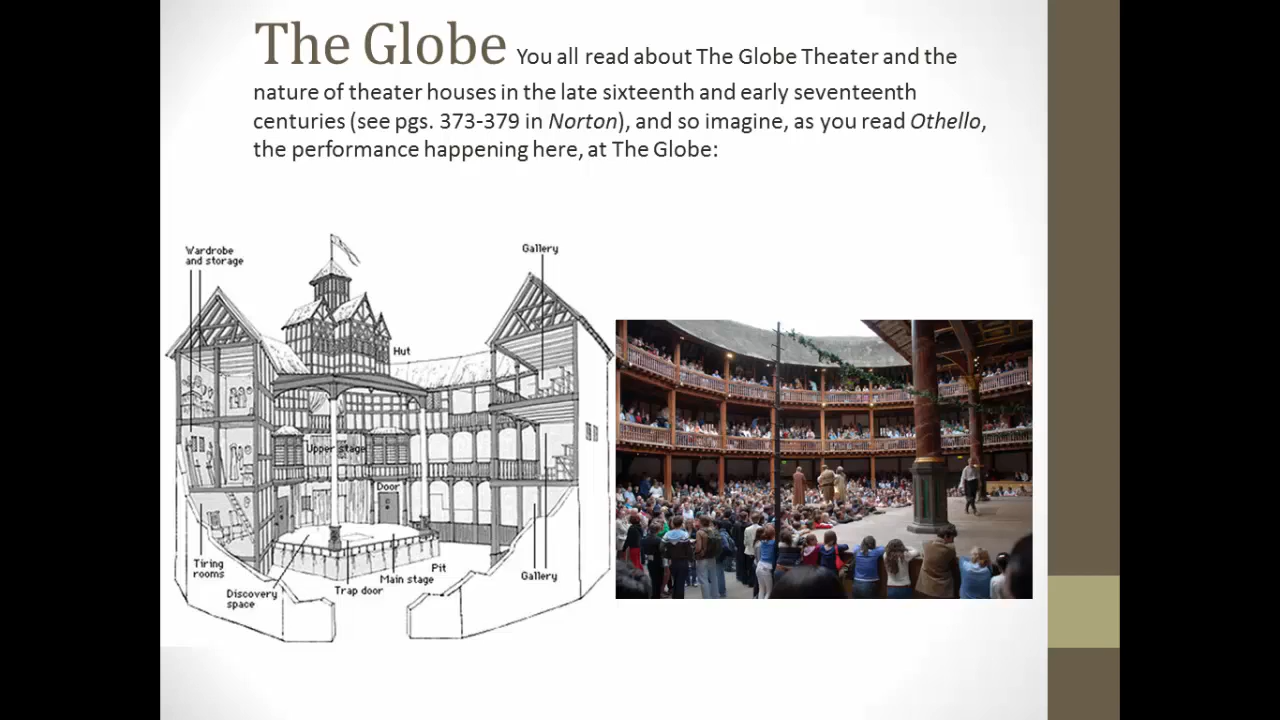 The Globe You all read about The Globe Theater and the
nature of theater houses in the late sixteenth and early seventeenth
centuries (see pgs. 373-379 in Norton), and so imagine, as you read Othello,
the performance happening here, at The Globe:
Wardrobe
and storage
Gallery
Hut
Upper stage
Door
Tiring
rooms
Discovery
space
Trap door
Main stage
Pit
Gallery